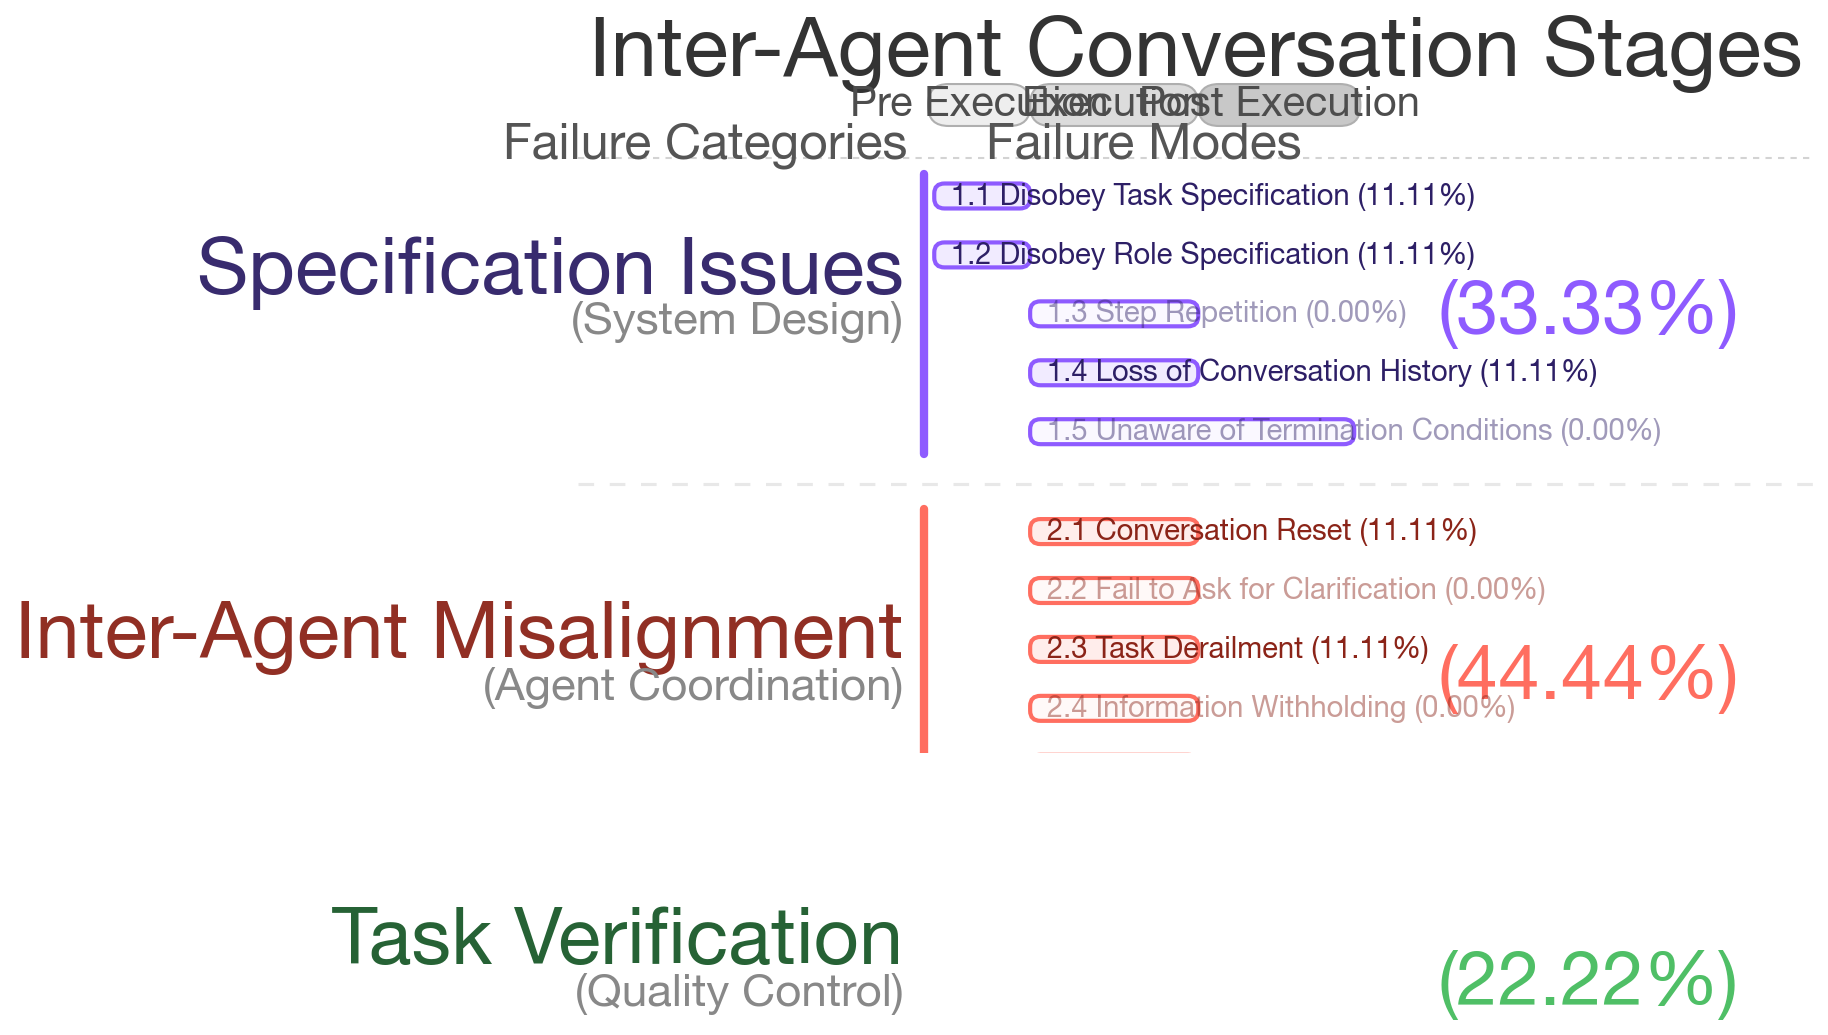 Inter-Agent Conversation Stages
Pre Execution Execution Post Execution
Failure Categories Failure Modes
1.1 Disobey Task Specification (11.11%)
1.2 Disobey Role Specification (11.11%)
Specification Issues
(System Design)
1.3 Step Repetition (0.00%)
(33.33%)
1.4 Loss of Conversation History (11.11%)
1.5 Unaware of Termination Conditions (0.00%)
2.1 Conversation Reset (11.11%)
2.2 Fail to Ask for Clarification (0.00%)
Inter-Agent Misalignment
(Agent Coordination)
2.3 Task Derailment (11.11%)
(44.44%)
2.4 Information Withholding (0.00%)
Task Verification
(Quality Control)
(22.22%)